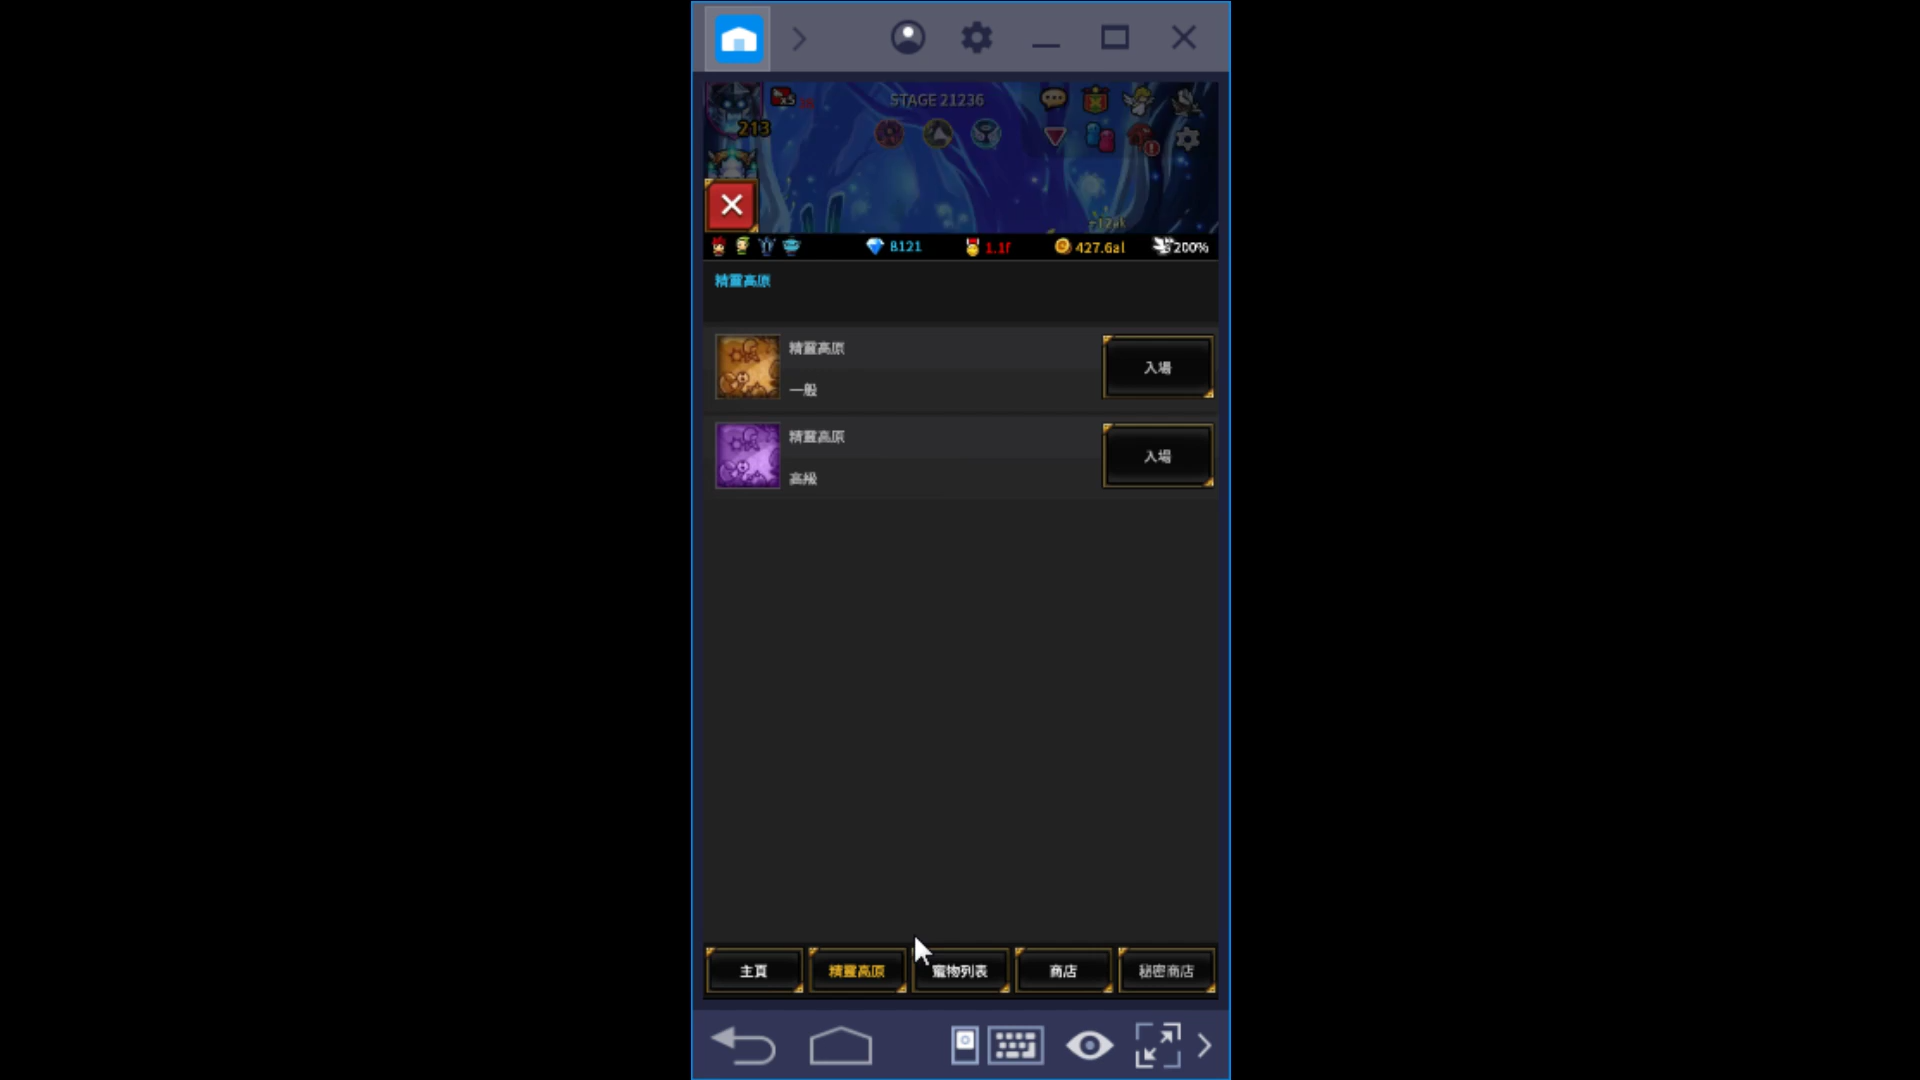 x5
STAGE 21236
213
8121
1.1f
427.6al
200%
精靈高原
精靈高原
一般
入場
精靈高原
高級
入場
主頁
精靈高原
寵物列表
商店
秘密商店